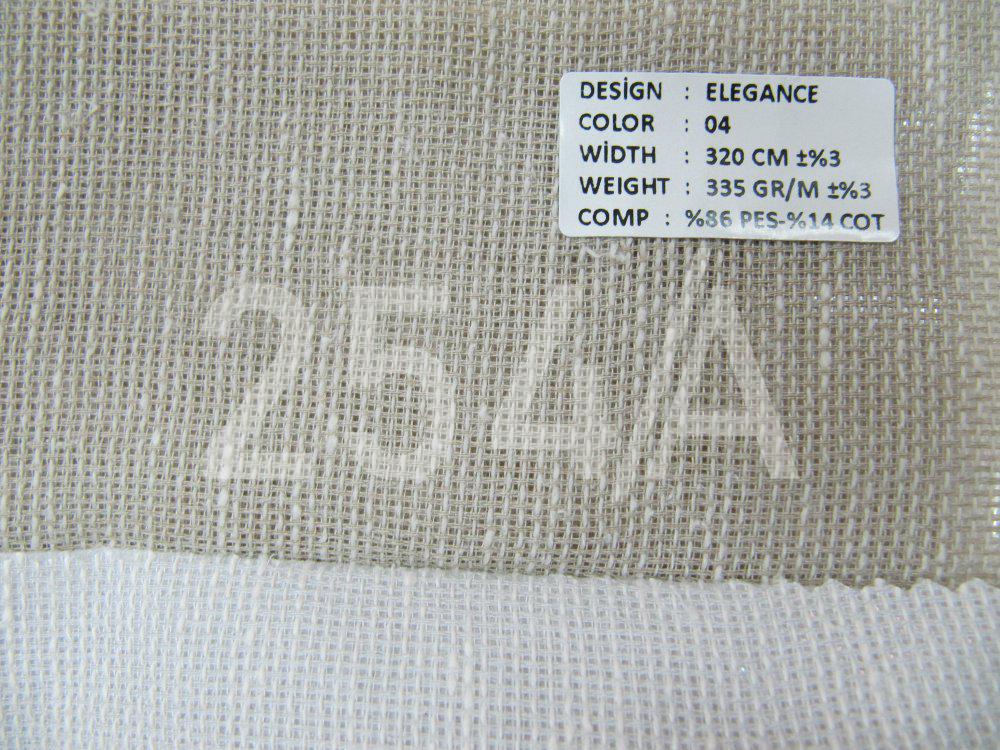 DESİGN : ELEGANCE
COLOR : 04
WİDTH : 320 CM ±%3
WEIGHT : 335 GR/M ±%3
COMP : %86 PES-%14 COT
254/A